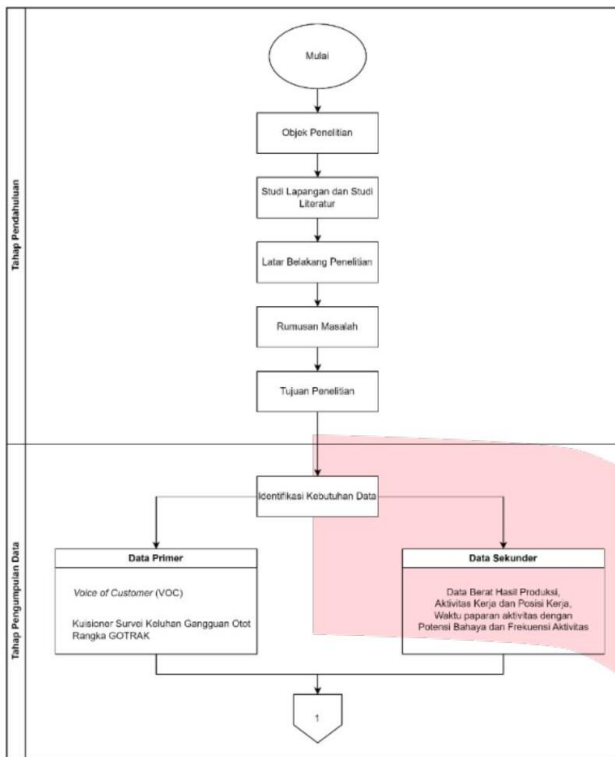 Mulai
Tahap Pendahuluan
Objek Penelitian
Studi Lapangan dan Studi
Literatur
Latar Belakang Penelitian
Rumusan Masalah
Tujuan Penelitian
Tahap Pengumpulan Data
Identifikasi Kebutuhan Data
Data Primer
Voice of Customer (VOC)
Kuisioner Survei Keluhan Gangguan Otot
Rangka GOTRAK
Data Sekunder
Data Berat Hasil Produksi,
Aktivitas Kerja dan Posisi Kerja,
Waktu paparan aktivitas dengan
Potensi Bahaya dan Frekuensi Aktivitas
1